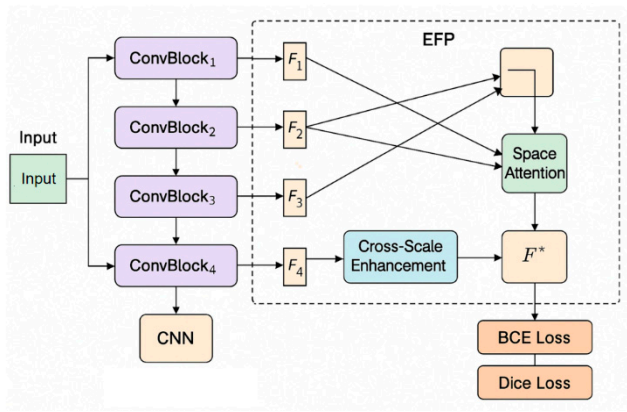 EFP
ConvBlock₁
F₁
ConvBlock₂
F₂
Input
Input
Space
Attention
ConvBlock₃
F₃
ConvBlock₄
F₄
Cross-Scale
Enhancement
F*
CNN
BCE Loss
Dice Loss